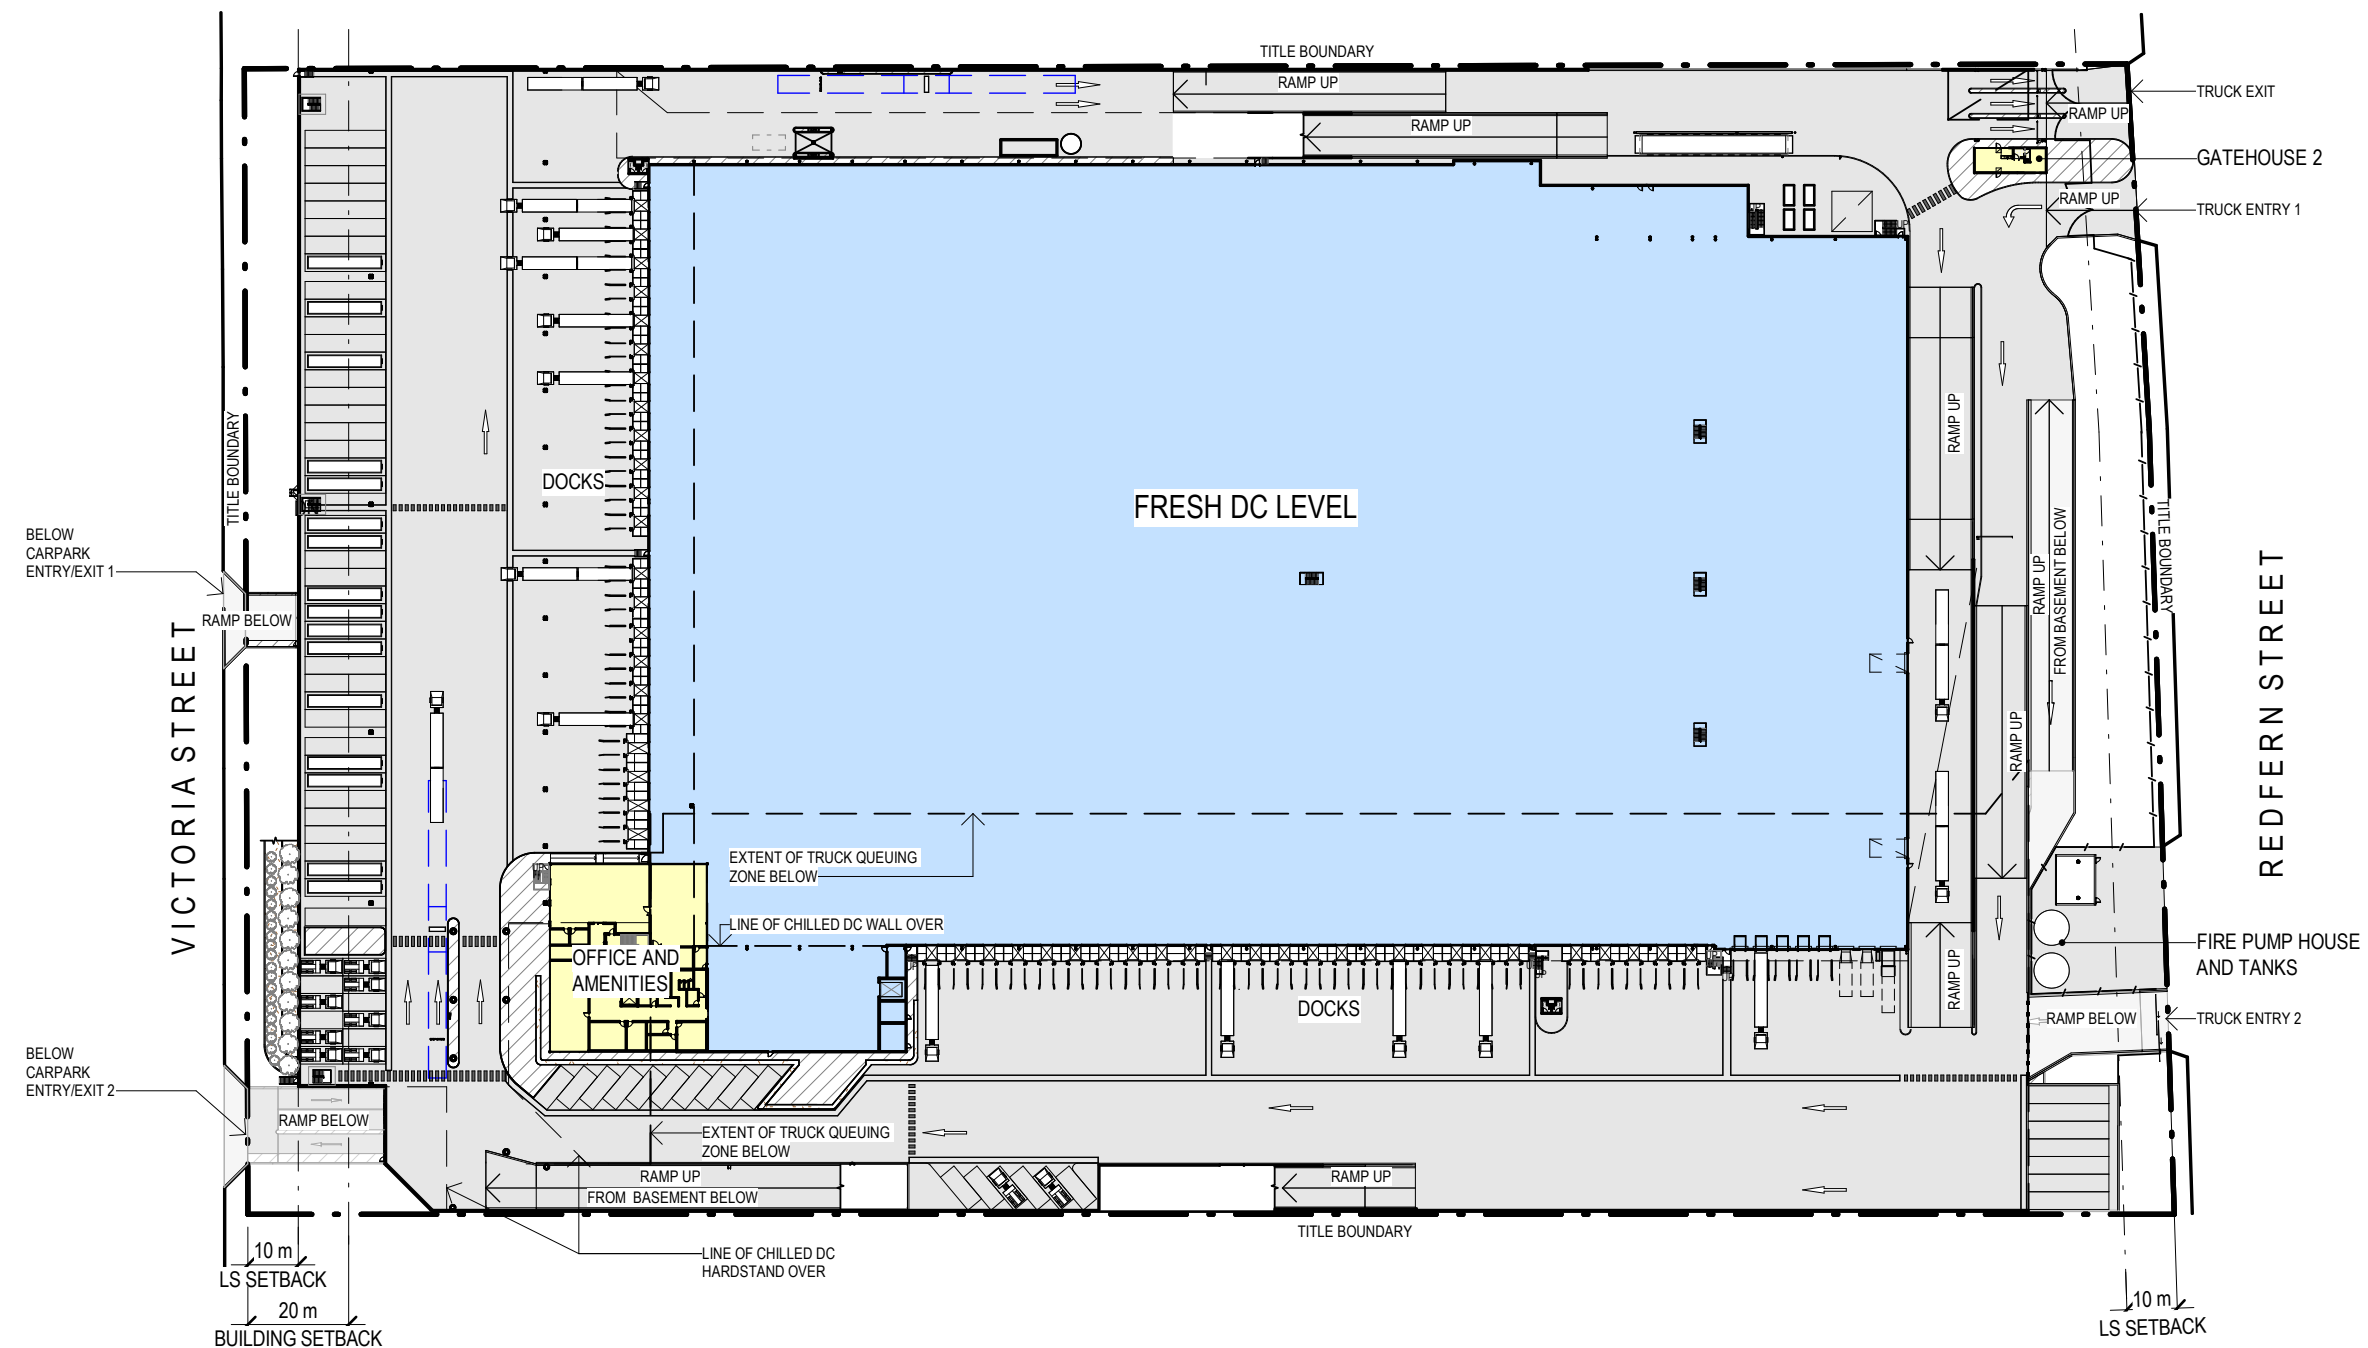 TITLE BOUNDARY
RAMP UP
RAMP UP
TRUCK EXIT
RAMP UP
GATEHOUSE 2
RAMP UP
TRUCK ENTRY 1
TITLE BOUNDARY
DOCKS
FRESH DC LEVEL
RAMP UP
RAMP UP
FROM BASEMENT BELOW
TITLE BOUNDARY
REDFERN STREET
BELOW
CARPARK
ENTRY/EXIT 1
RAMP BELOW
VICTORIA STREET
RAMP UP
EXTENT OF TRUCK QUEUING
ZONE BELOW
LINE OF CHILLED DC WALL OVER
OFFICE AND
AMENITIES
DOCKS
RAMP UP
FIRE PUMP HOUSE
AND TANKS
RAMP BELOW
TRUCK ENTRY 2
BELOW
CARPARK
ENTRY/EXIT 2
RAMP BELOW
EXTENT OF TRUCK QUEUING
ZONE BELOW
RAMP UP
FROM BASEMENT BELOW
RAMP UP
TITLE BOUNDARY
LINE OF CHILLED DC
HARDSTAND OVER
10 m
LS SETBACK
20 m
BUILDING SETBACK
10 m
LS SETBACK